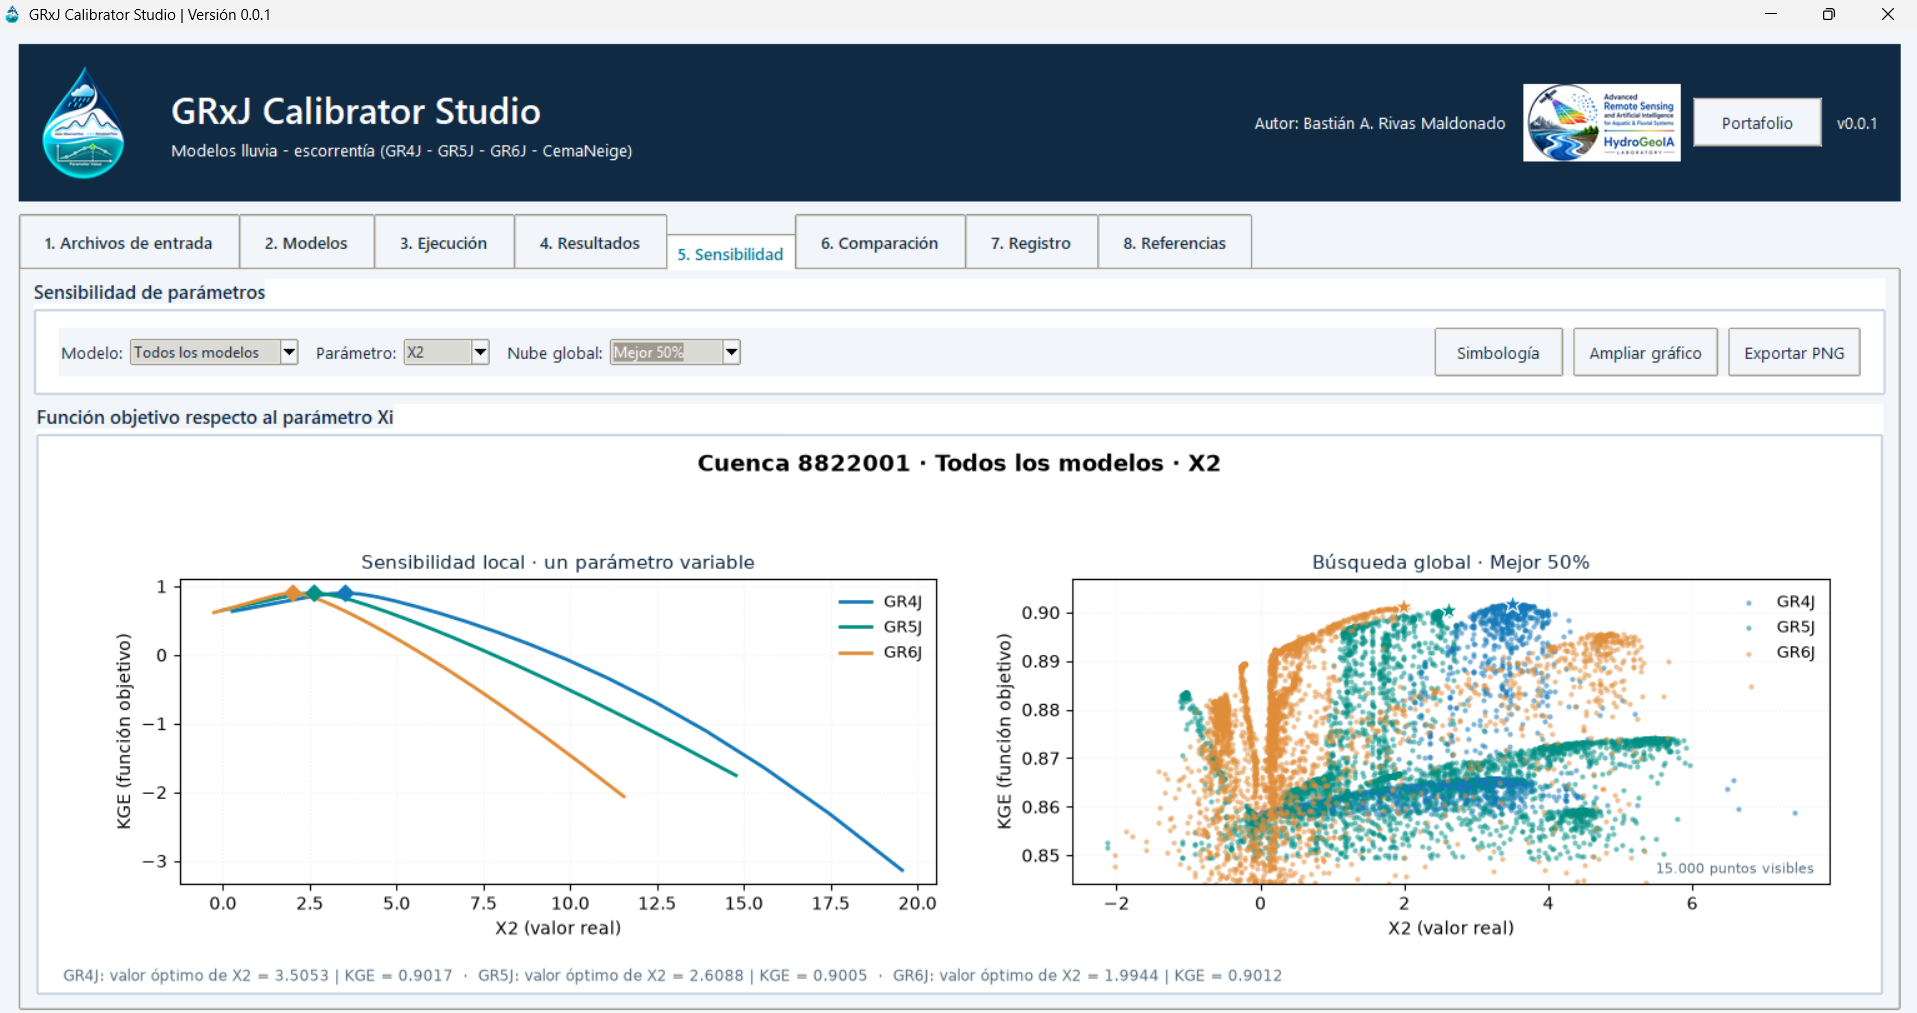 GRxJ Calibrator Studio | Versión 0.0.1
GRxJ Calibrator Studio
Modelos lluvia - escorrentía (GR4J - GR5J - GR6J - CemaNeige)
Autor: Bastián A. Rivas Maldonado
Advanced
Remote Sensing
and Artificial Intelligence
for Aquatic & Fluvial Systems
HydroGeoIA
LABORATORY
Portafolio
v0.0.1
1. Archivos de entrada
2. Modelos
3. Ejecución
4. Resultados
5. Sensibilidad
6. Comparación
7. Registro
8. Referencias
Sensibilidad de parámetros
Modelo: Todos los modelos
Parámetro: X2
Nube global: Mejor 50%
Simbología
Ampliar gráfico
Exportar PNG
Función objetivo respecto al parámetro Xi
Cuenca 8822001 · Todos los modelos · X2
Sensibilidad local · un parámetro variable
KGE (función objetivo)
1
0
−1
−2
−3
GR4J
GR5J
GR6J
0.0 2.5 5.0 7.5 10.0 12.5 15.0 17.5 20.0
X2 (valor real)
Búsqueda global · Mejor 50%
KGE (función objetivo)
0.90
0.89
0.88
0.87
0.86
0.85
GR4J
GR5J
GR6J
15.000 puntos visibles
−2 0 2 4 6
X2 (valor real)
GR4J: valor óptimo de X2 = 3.5053 | KGE = 0.9017 · GR5J: valor óptimo de X2 = 2.6088 | KGE = 0.9005 · GR6J: valor óptimo de X2 = 1.9944 | KGE = 0.9012